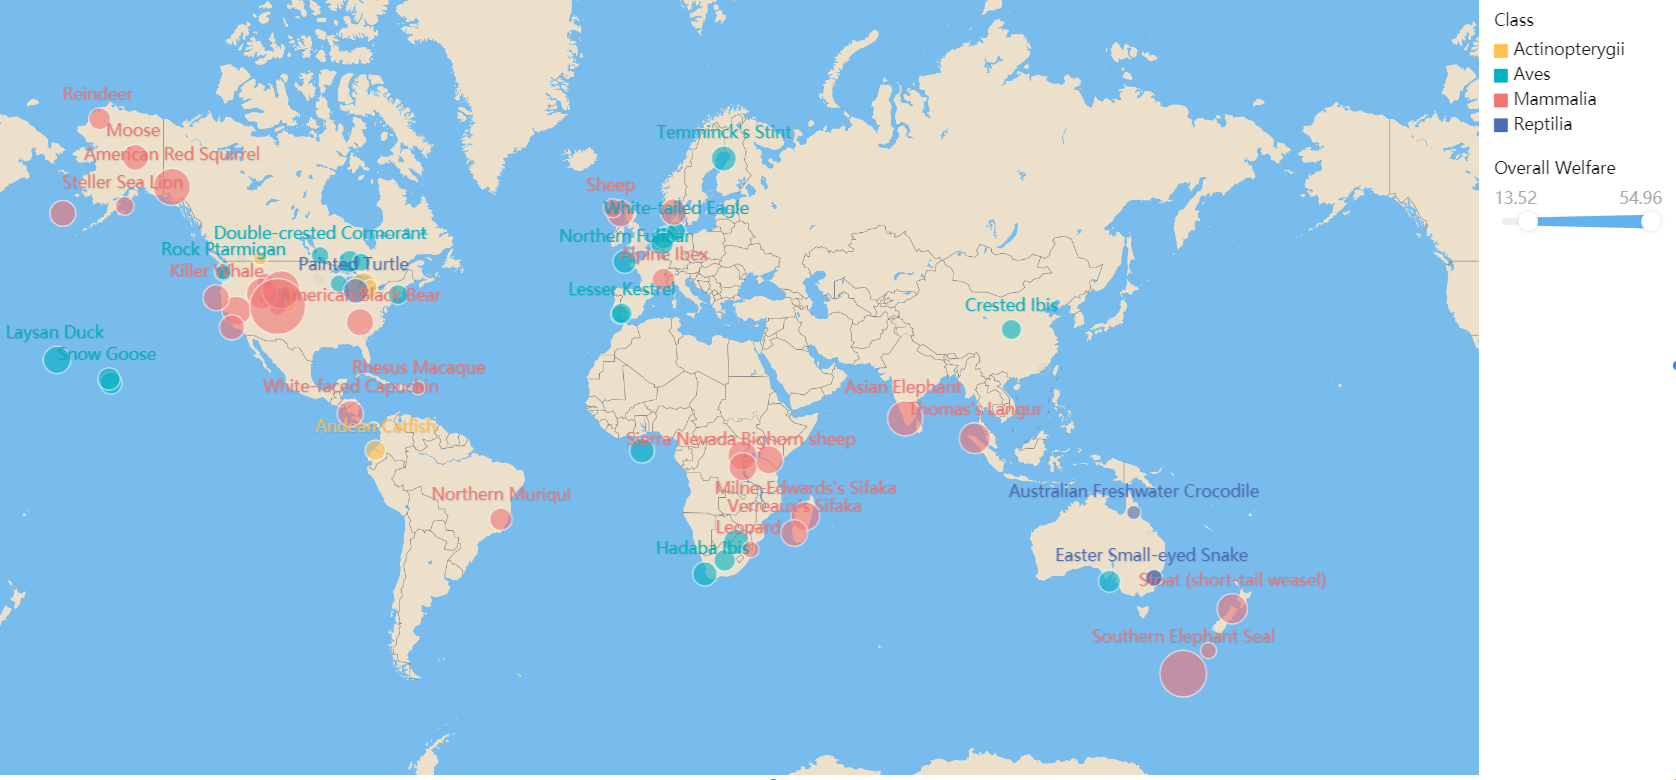 Class
Actinopterygii
Aves
Mammalia
Reptilia
Overall Welfare
13.52 54.96
Reindeer
Moose
American Red Squirrel
Steller Sea Lion
Temminck's Stint
Sheep
White-tailed Eagle
Double-crested Cormorant
Northern Fulmar
Rock Ptarmigan
Alpine Ibex
Painted Turtle
Killer Whale
Lesser Kestrel
American Black Bear
Crested Ibis
Laysan Duck
Snow Goose
Rhesus Macaque
White-faced Capuchin
Asian Elephant
Thomas's Langur
Andean Catfish
Sierra Nevada Bighorn sheep
Milne-Edwards's Sifaka
Northern Muriqui
Australian Freshwater Crocodile
Verreaux's Sifaka
Leopard
Hadaba Ibis
Easter Small-eyed Snake
Stoat (short-tail weasel)
Southern Elephant Seal